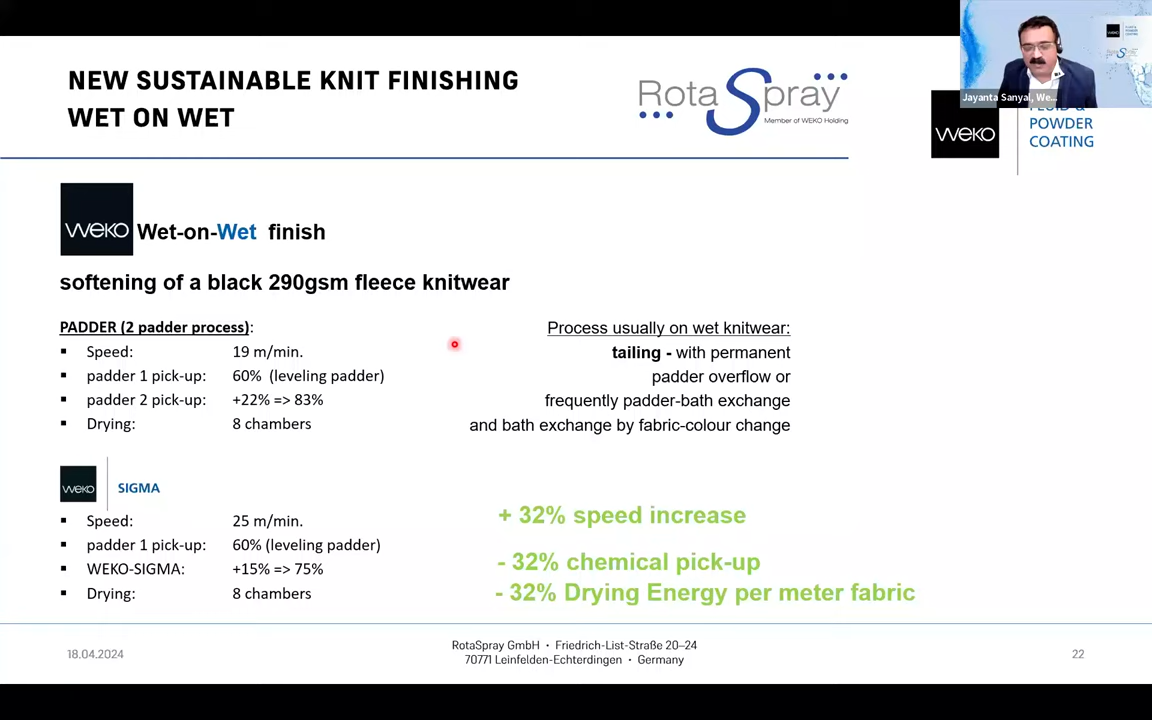 NEW SUSTAINABLE KNIT FINISHING
WET ON WET
RotaSpray
Member of WEKO Holding
Jayanta Sanyal, We...
weko
FLUID &
POWDER
COATING
weko Wet-on-Wet finish
softening of a black 290gsm fleece knitwear
PADDER (2 padder process):
▪ Speed: 19 m/min.
▪ padder 1 pick-up: 60% (leveling padder)
▪ padder 2 pick-up: +22% => 83%
▪ Drying: 8 chambers
Process usually on wet knitwear:
tailing - with permanent
padder overflow or
frequently padder-bath exchange
and bath exchange by fabric-colour change
weko SIGMA
▪ Speed: 25 m/min.
▪ padder 1 pick-up: 60% (leveling padder)
▪ WEKO-SIGMA: +15% => 75%
▪ Drying: 8 chambers
+ 32% speed increase
- 32% chemical pick-up
- 32% Drying Energy per meter fabric
18.04.2024
RotaSpray GmbH • Friedrich-List-Straße 20–24
70771 Leinfelden-Echterdingen • Germany
22